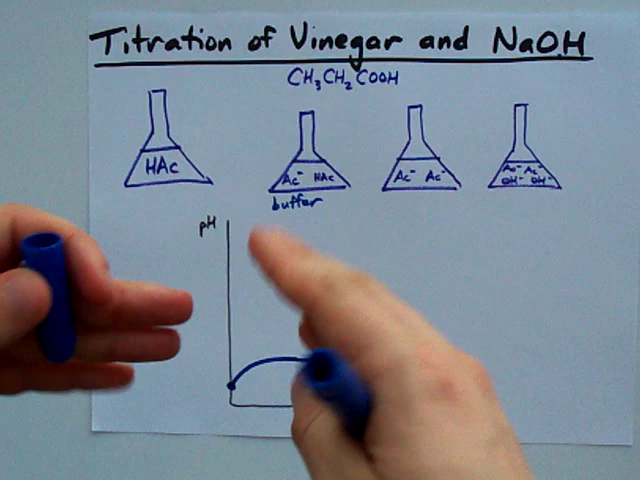 Titration of Vinegar and NaOH
CH₃CH₂COOH
HAc
Ac⁻ HAc
Ac⁻ Ac⁻
Ac⁻ Ac⁻
OH⁻ OH⁻
buffer
pH